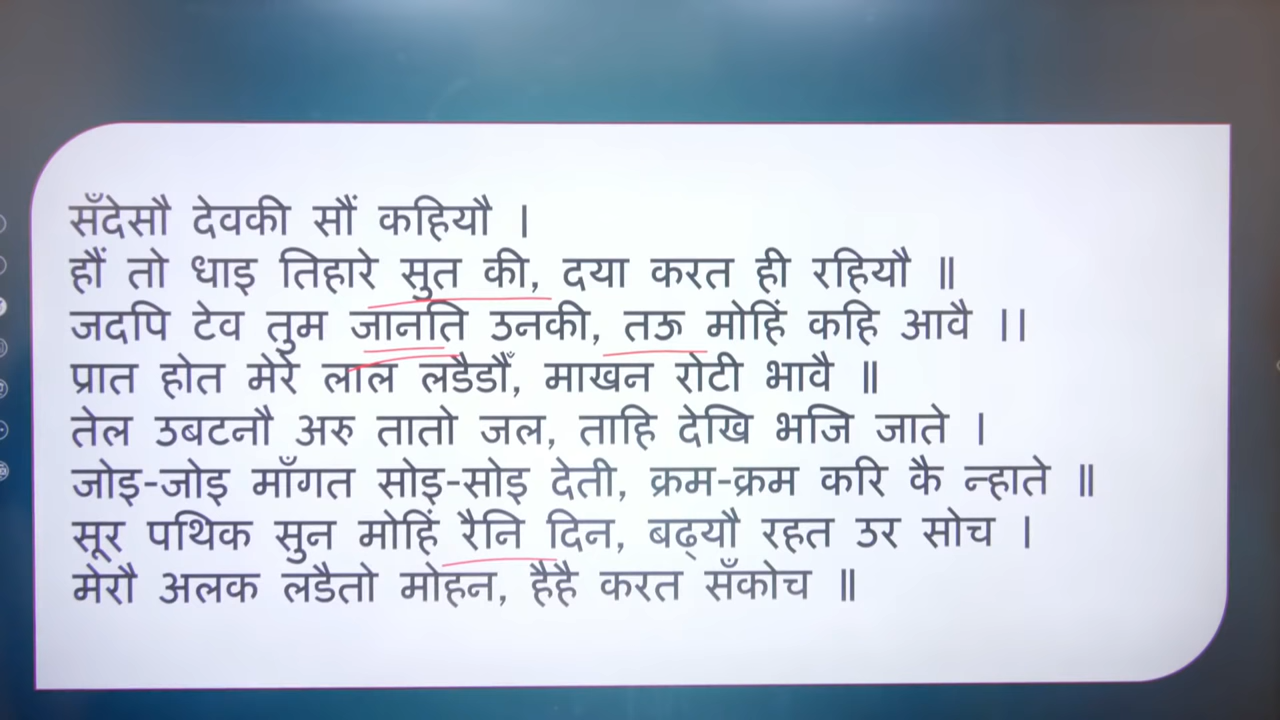 सँदेसौ देवकी सौं कहियौ |
हौं तो धाइ तिहारे सुत की, दया करत ही रहियौ ॥
जदपि टेव तुम जानति उनकी, तऊ मोहिं कहि आवै ।।
प्रात होत मेरे लाल लडैडौँ, माखन रोटी भावै ॥
तेल उबटनौ अरु तातो जल, ताहि देखि भजि जाते ।
जोइ-जोइ माँगत सोइ-सोइ देती, क्रम-क्रम करि कै न्हाते ॥
सूर पथिक सुन मोहिं रैनि दिन, बढ्यौ रहत उर सोच ।
मेरौ अलक लडैतो मोहन, हैहै करत सँकोच ॥